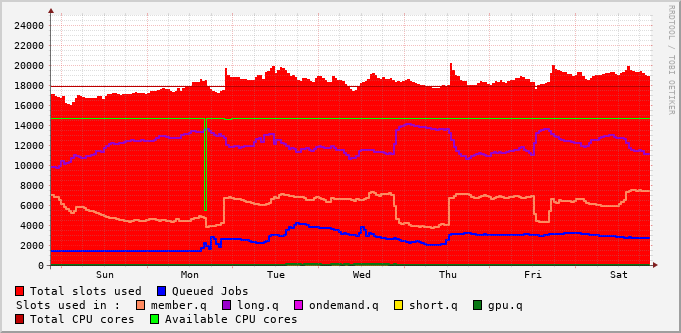 24000
22000
20000
18000
16000
14000
12000
10000
8000
6000
4000
2000
0
Sun Mon Tue Wed Thu Fri Sat
RRDTOOL / TOBI OETIKER
Total slots used Queued Jobs
Slots used in : member.q long.q ondemand.q short.q gpu.q
Total CPU cores Available CPU cores